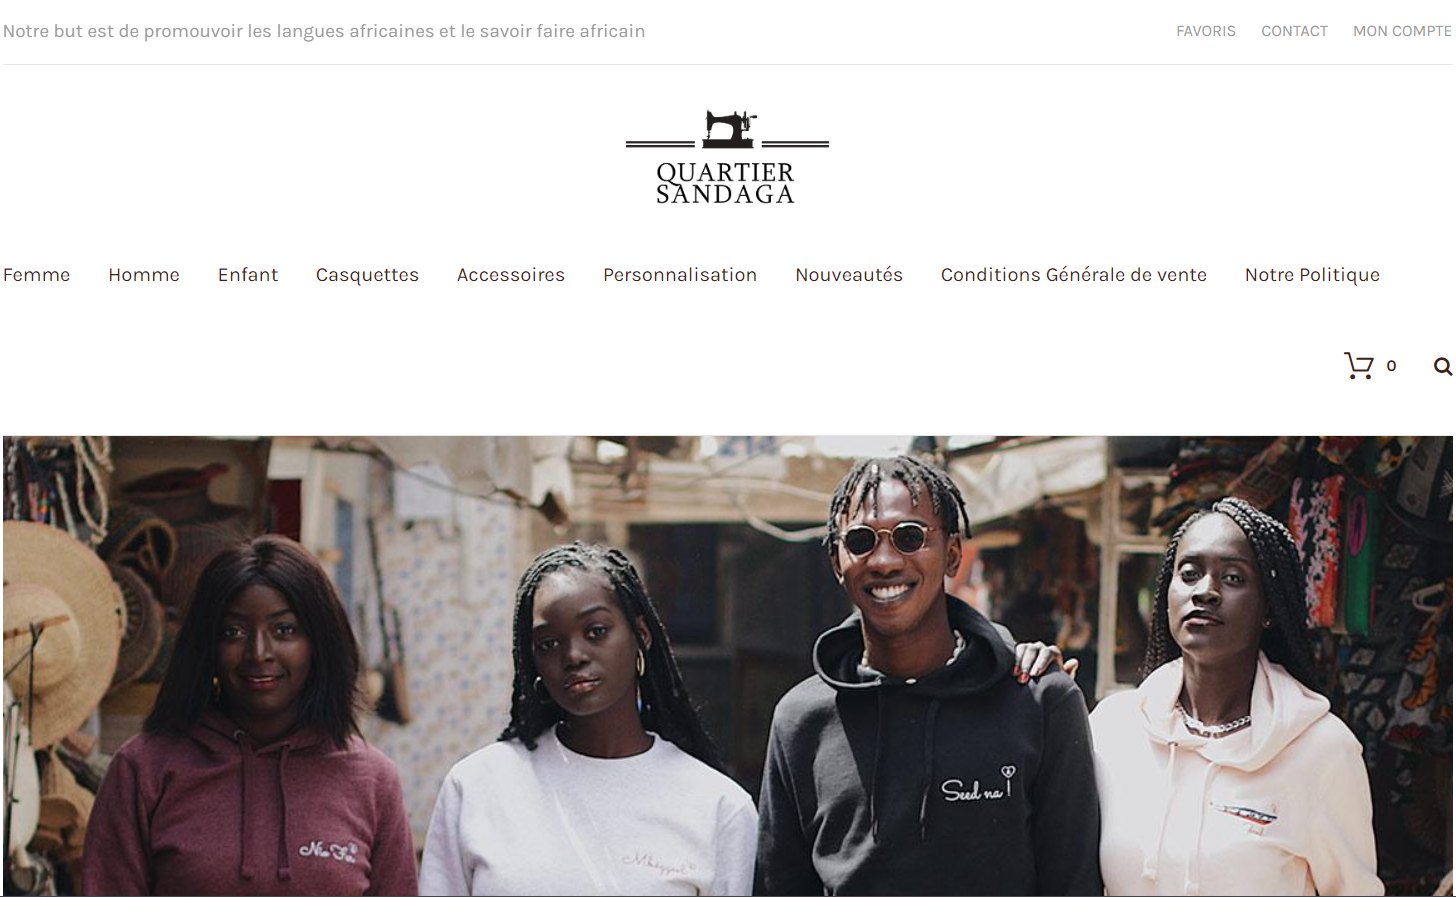 Notre but est de promouvoir les langues africaines et le savoir faire africain
FAVORIS CONTACT MON COMPTE
QUARTIER
SANDAGA
Femme Homme Enfant Casquettes Accessoires Personnalisation Nouveautés Conditions Générale de vente Notre Politique
0
Seed na !